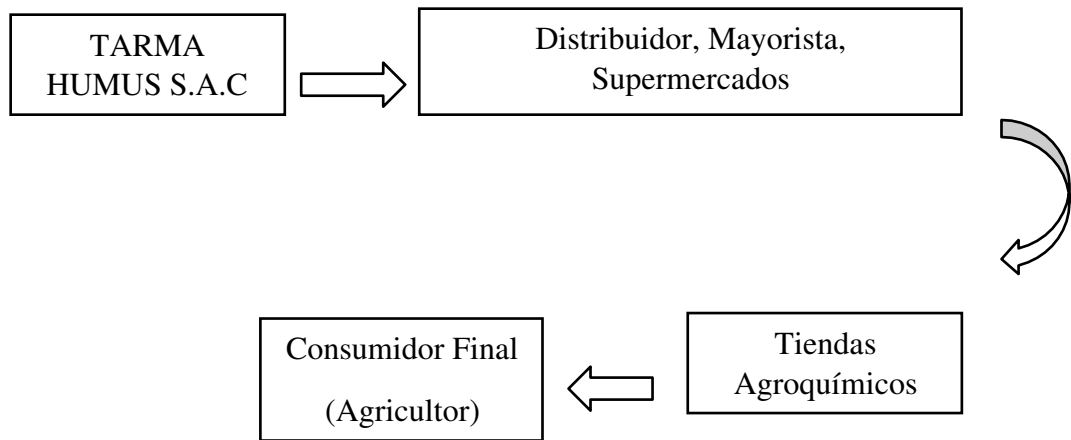 TARMA
HUMUS S.A.C
Distribuidor, Mayorista,
Supermercados
Tiendas
Agroquímicos
Consumidor Final
(Agricultor)